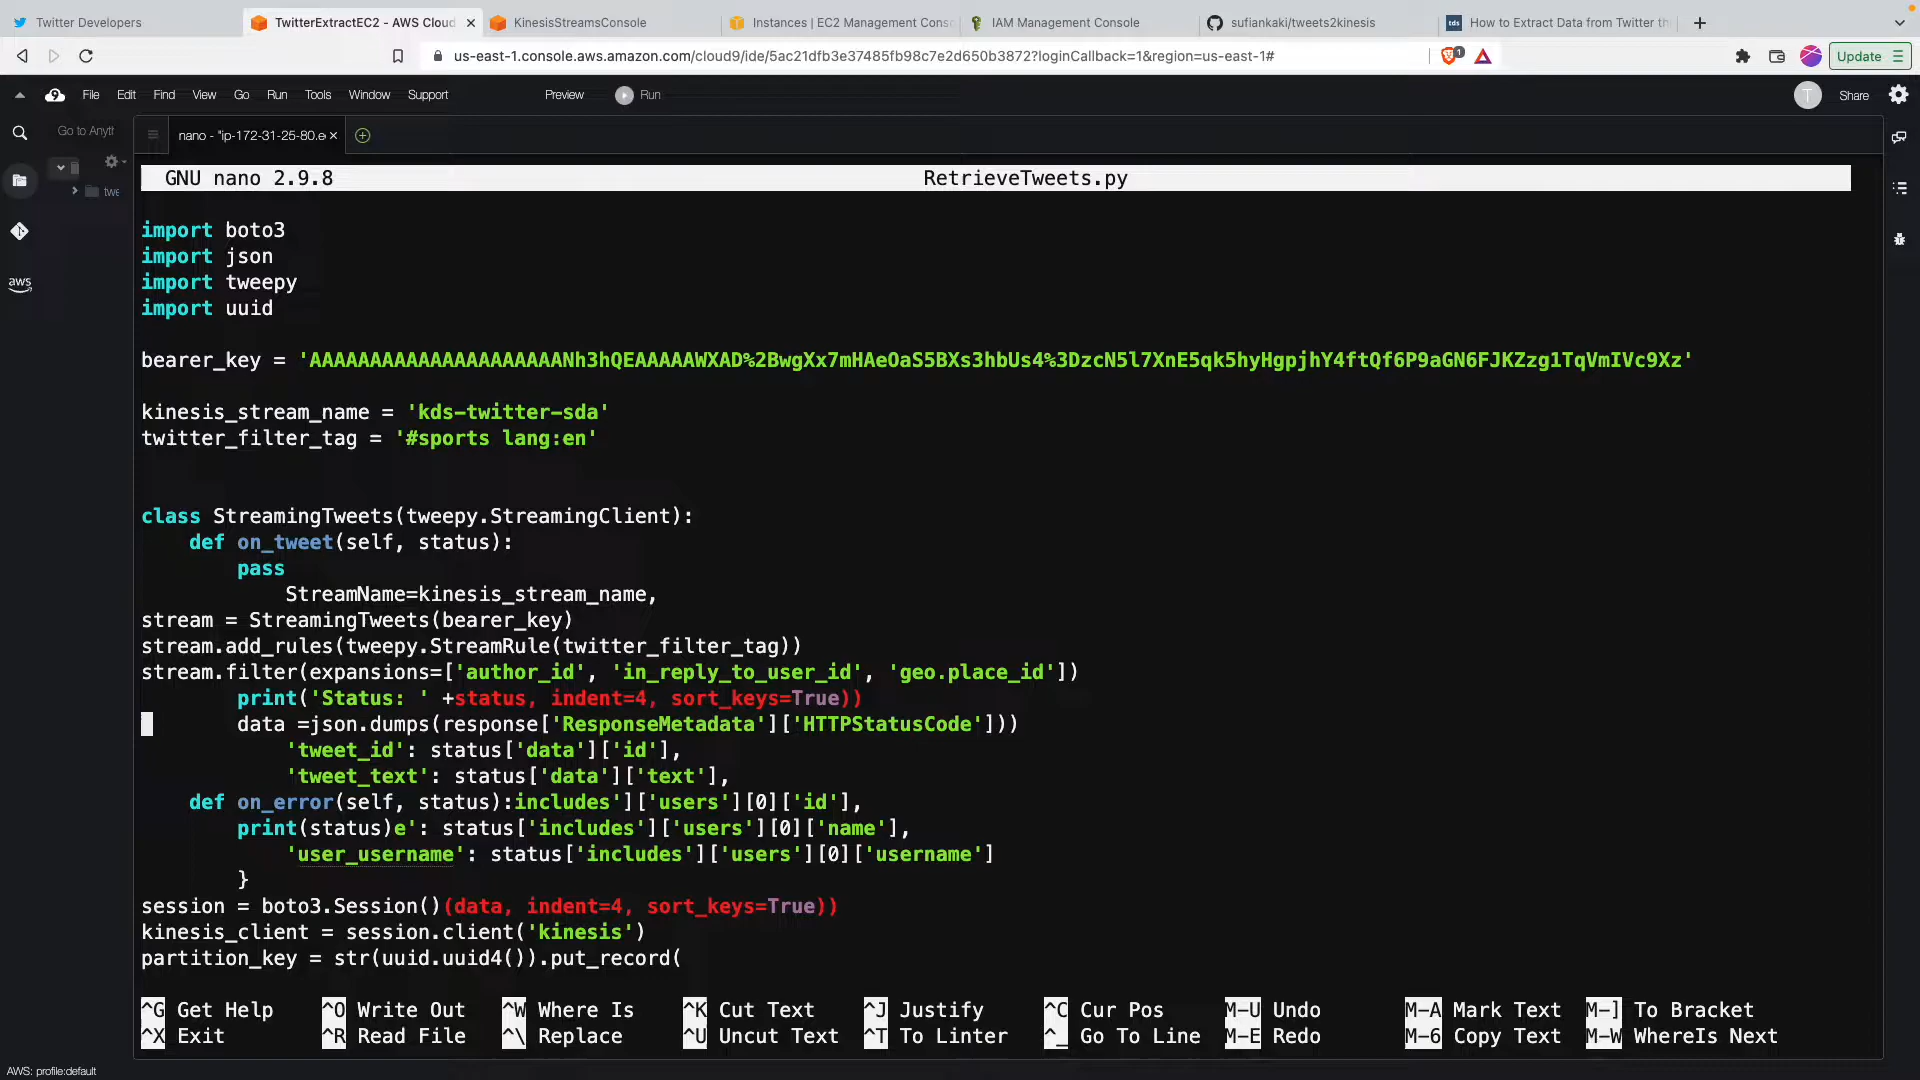 Twitter Developers
TwitterExtractEC2 - AWS Cloud
KinesisStreamsConsole
Instances | EC2 Management Cons
IAM Management Console
sufiankaki/tweets2kinesis
How to Extract Data from Twitter th
us-east-1.console.aws.amazon.com/cloud9/ide/5ac21dfb3e37485fb98c7e2d650b3872?loginCallback=1&region=us-east-1#
1
Update
9 File Edit Find View Go Run Tools Window Support Preview Run
T Share
Go to Anyth
nano - "ip-172-31-25-80.e
twe
aws
GNU nano 2.9.8 RetrieveTweets.py
import boto3
import json
import tweepy
import uuid
bearer_key = 'AAAAAAAAAAAAAAAAAAAAANh3hQEAAAAAWXAD%2BwgXx7mHAeOaS5BXs3hbUs4%3DzcN5l7XnE5qk5hyHgpjhY4ftQf6P9aGN6FJKZzg1TqVmIVc9Xz'
kinesis_stream_name = 'kds-twitter-sda'
twitter_filter_tag = '#sports lang:en'
class StreamingTweets(tweepy.StreamingClient):
    def on_tweet(self, status):
        pass
            StreamName=kinesis_stream_name,
stream = StreamingTweets(bearer_key)
stream.add_rules(tweepy.StreamRule(twitter_filter_tag))
stream.filter(expansions=['author_id', 'in_reply_to_user_id', 'geo.place_id'])
        print('Status: ' +status, indent=4, sort_keys=True))
        data =json.dumps(response['ResponseMetadata']['HTTPStatusCode']))
            'tweet_id': status['data']['id'],
            'tweet_text': status['data']['text'],
    def on_error(self, status):includes']['users'][0]['id'],
        print(status)e': status['includes']['users'][0]['name'],
            'user_username': status['includes']['users'][0]['username']
        }
session = boto3.Session()(data, indent=4, sort_keys=True))
kinesis_client = session.client('kinesis')
partition_key = str(uuid.uuid4()).put_record(
^G Get Help ^O Write Out ^W Where Is ^K Cut Text ^J Justify ^C Cur Pos M-U Undo M-A Mark Text M-] To Bracket
^X Exit ^R Read File ^\ Replace ^U Uncut Text ^T To Linter ^_ Go To Line M-E Redo M-6 Copy Text M-W WhereIs Next
AWS: profile:default